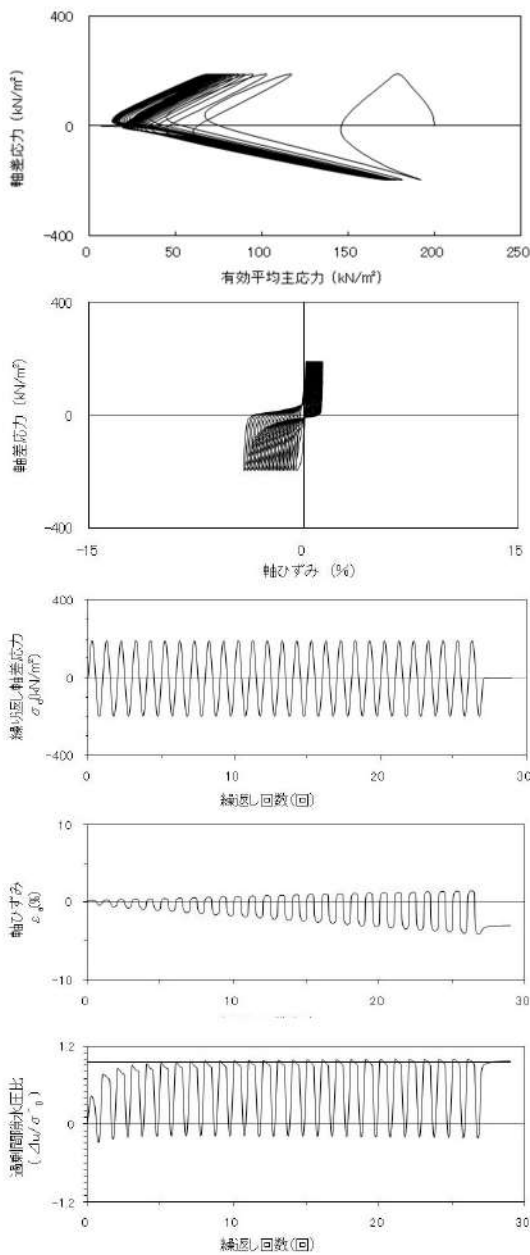 400
0
-400
軸差応力 (kN/m²)
0 50 100 150 200 250
有効平均主応力 (kN/m²)
400
0
-400
軸差応力 (kN/m²)
-15 0 15
軸ひずみ (%)
400
0
-400
繰り返し軸差応力
σd(kN/m²)
0 10 20 30
繰返し回数(回)
10
0
-10
軸ひずみ
εa(%)
0 10 20 30
1.2
0
-1.2
過剰間隙水圧比
(Δu/σ'0)
0 10 20 30
繰返し回数(回)